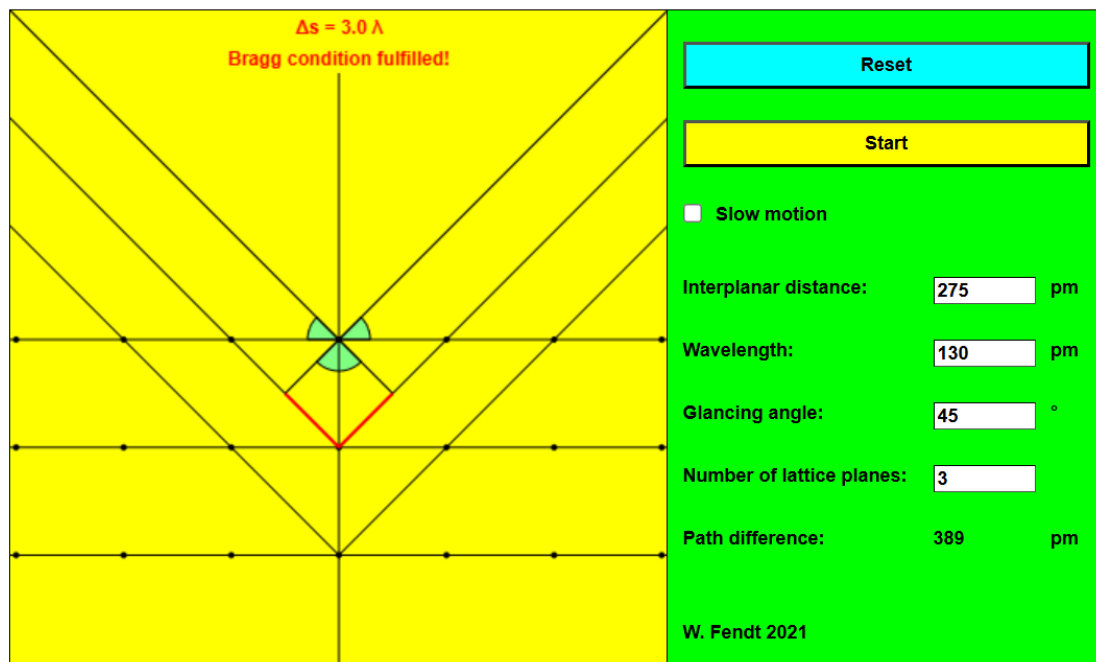 Δs = 3.0 λ
Bragg condition fulfilled!
Reset
Start
Slow motion
Interplanar distance: 275 pm
Wavelength: 130 pm
Glancing angle: 45 °
Number of lattice planes: 3
Path difference: 389 pm
W. Fendt 2021